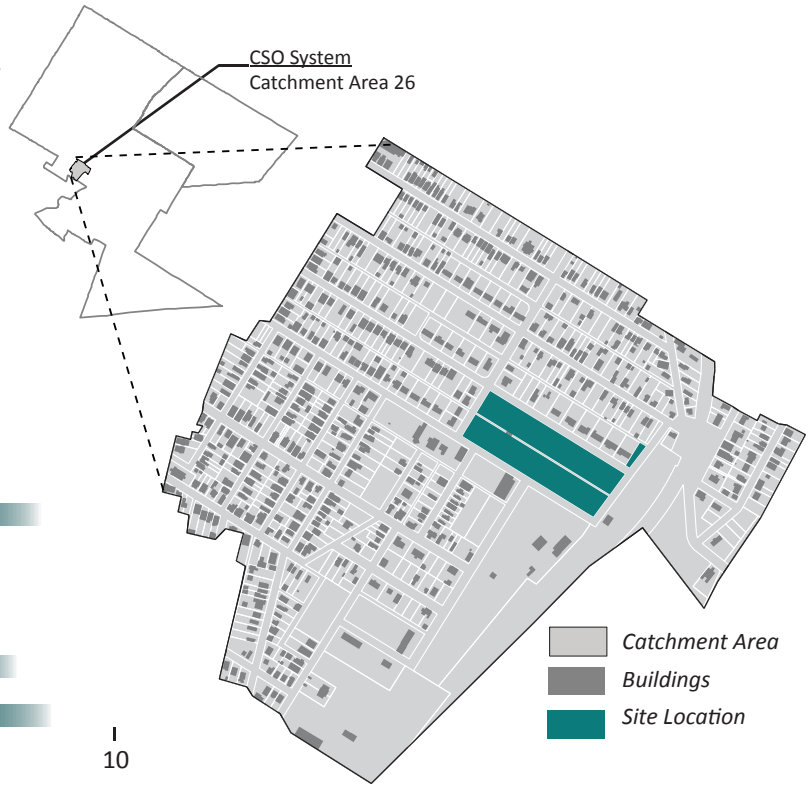 CSO System
Catchment Area 26
Catchment Area
Buildings
Site Location
10